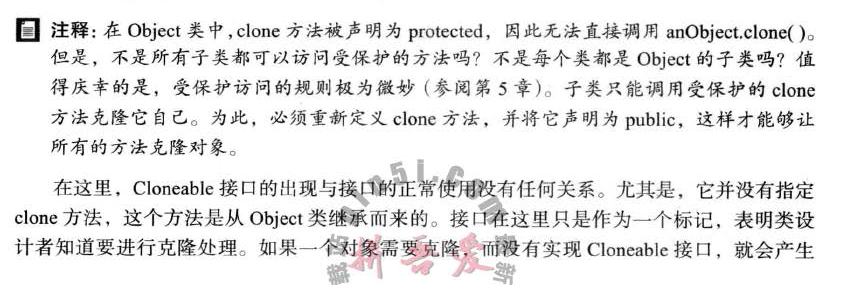 注释：在 Object 类中，clone 方法被声明为 protected，因此无法直接调用 anObject.clone( )。
但是，不是所有子类都可以访问受保护的方法吗？不是每个类都是 Object 的子类吗？值
得庆幸的是，受保护访问的规则极为微妙（参阅第 5 章）。子类只能调用受保护的 clone
方法克隆它自己。为此，必须重新定义 clone 方法，并将它声明为 public，这样才能够让
所有的方法克隆对象。
在这里，Cloneable 接口的出现与接口的正常使用没有任何关系。尤其是，它并没有指定
clone 方法，这个方法是从 Object 类继承而来的。接口在这里只是作为一个标记，表明类设
计者知道要进行克隆处理。如果一个对象需要克隆，而没有实现 Cloneable 接口，就会产生